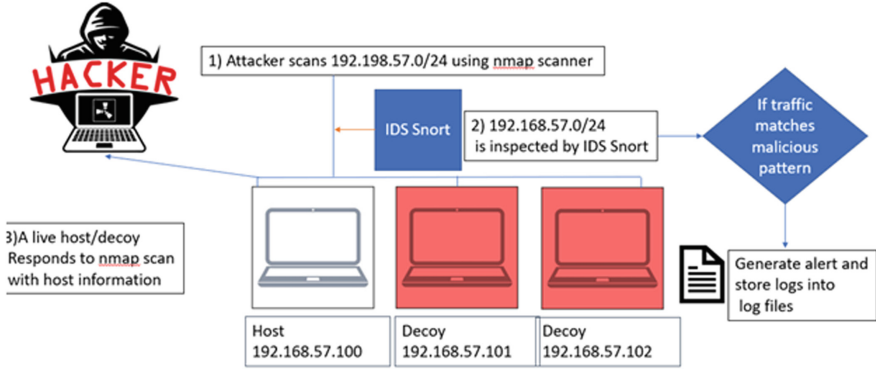 HACKER
1) Attacker scans 192.198.57.0/24 using nmap scanner
IDS Snort
2) 192.168.57.0/24
is inspected by IDS Snort
If traffic
matches
malicious
pattern
3)A live host/decoy
Responds to nmap scan
with host information
Generate alert and
store logs into
log files
Host
192.168.57.100
Decoy
192.168.57.101
Decoy
192.168.57.102